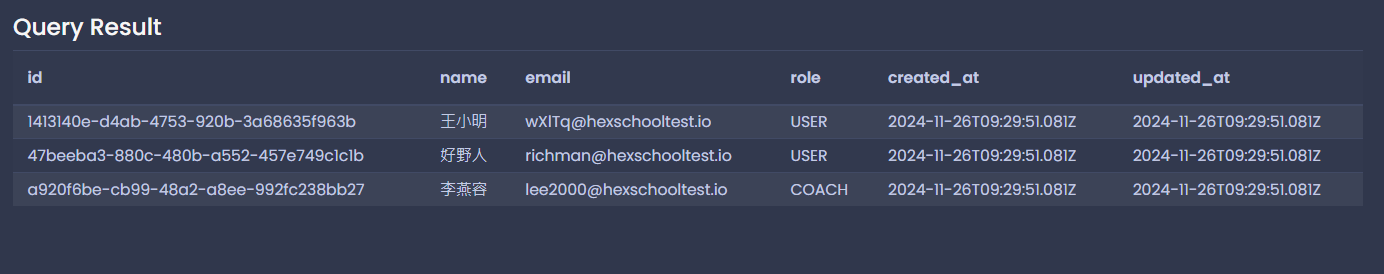 Query Result
id name email role created_at updated_at
1413140e-d4ab-4753-920b-3a68635f963b 王小明 wXlTq@hexschooltest.io USER 2024-11-26T09:29:51.081Z 2024-11-26T09:29:51.081Z
47beeba3-880c-480b-a552-457e749c1c1b 好野人 richman@hexschooltest.io USER 2024-11-26T09:29:51.081Z 2024-11-26T09:29:51.081Z
a920f6be-cb99-48a2-a8ee-992fc238bb27 李燕容 lee2000@hexschooltest.io COACH 2024-11-26T09:29:51.081Z 2024-11-26T09:29:51.081Z